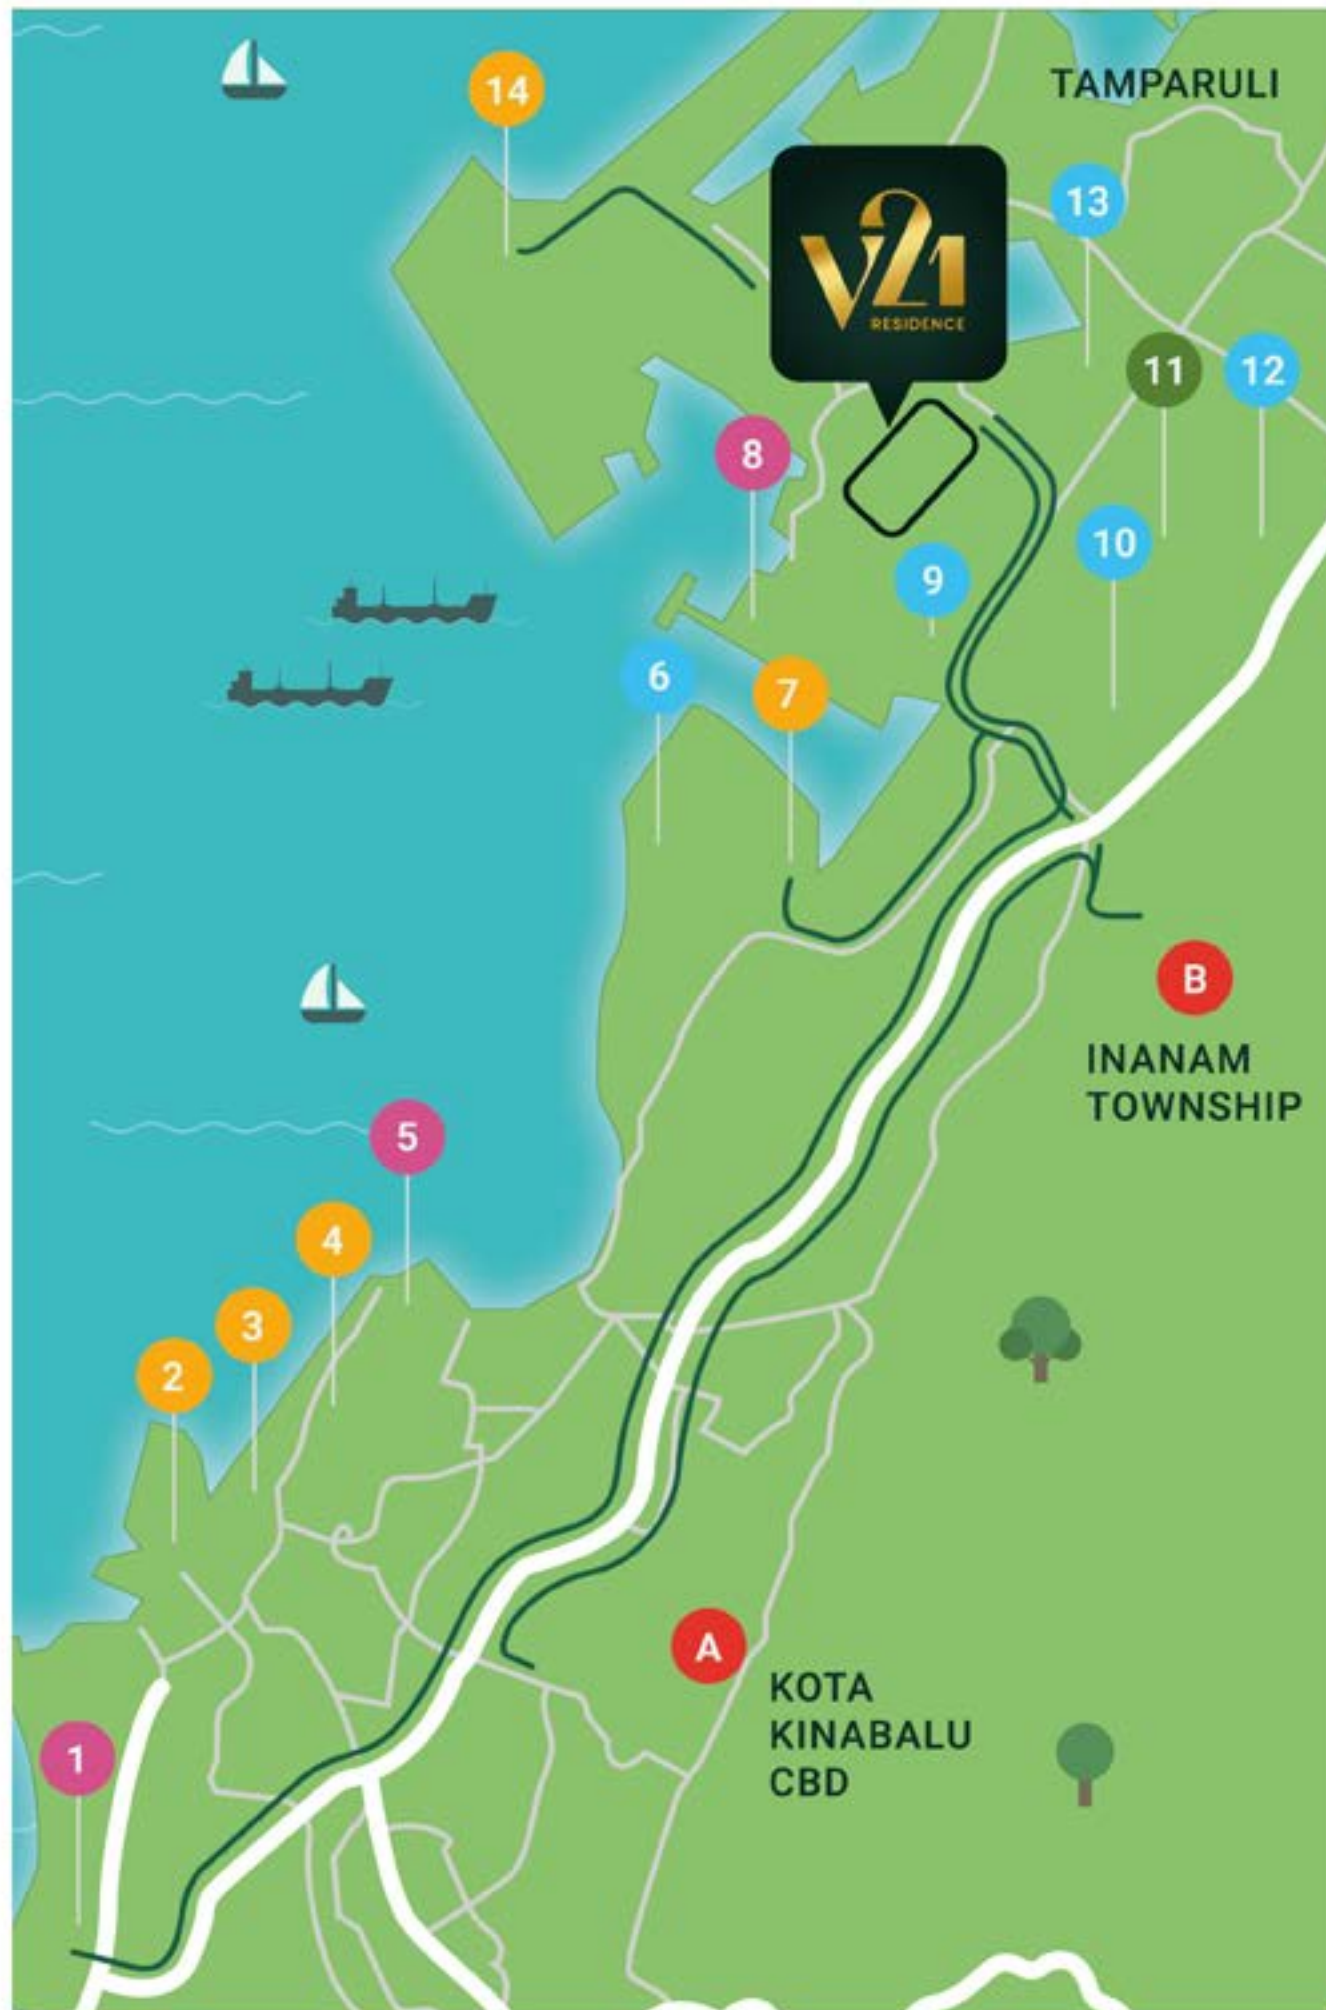 14
TAMPARULI
13
V21
RESIDENCE
11
12
8
10
9
6
7
B
INANAM
TOWNSHIP
5
4
3
2
A
KOTA
KINABALU
CBD
1